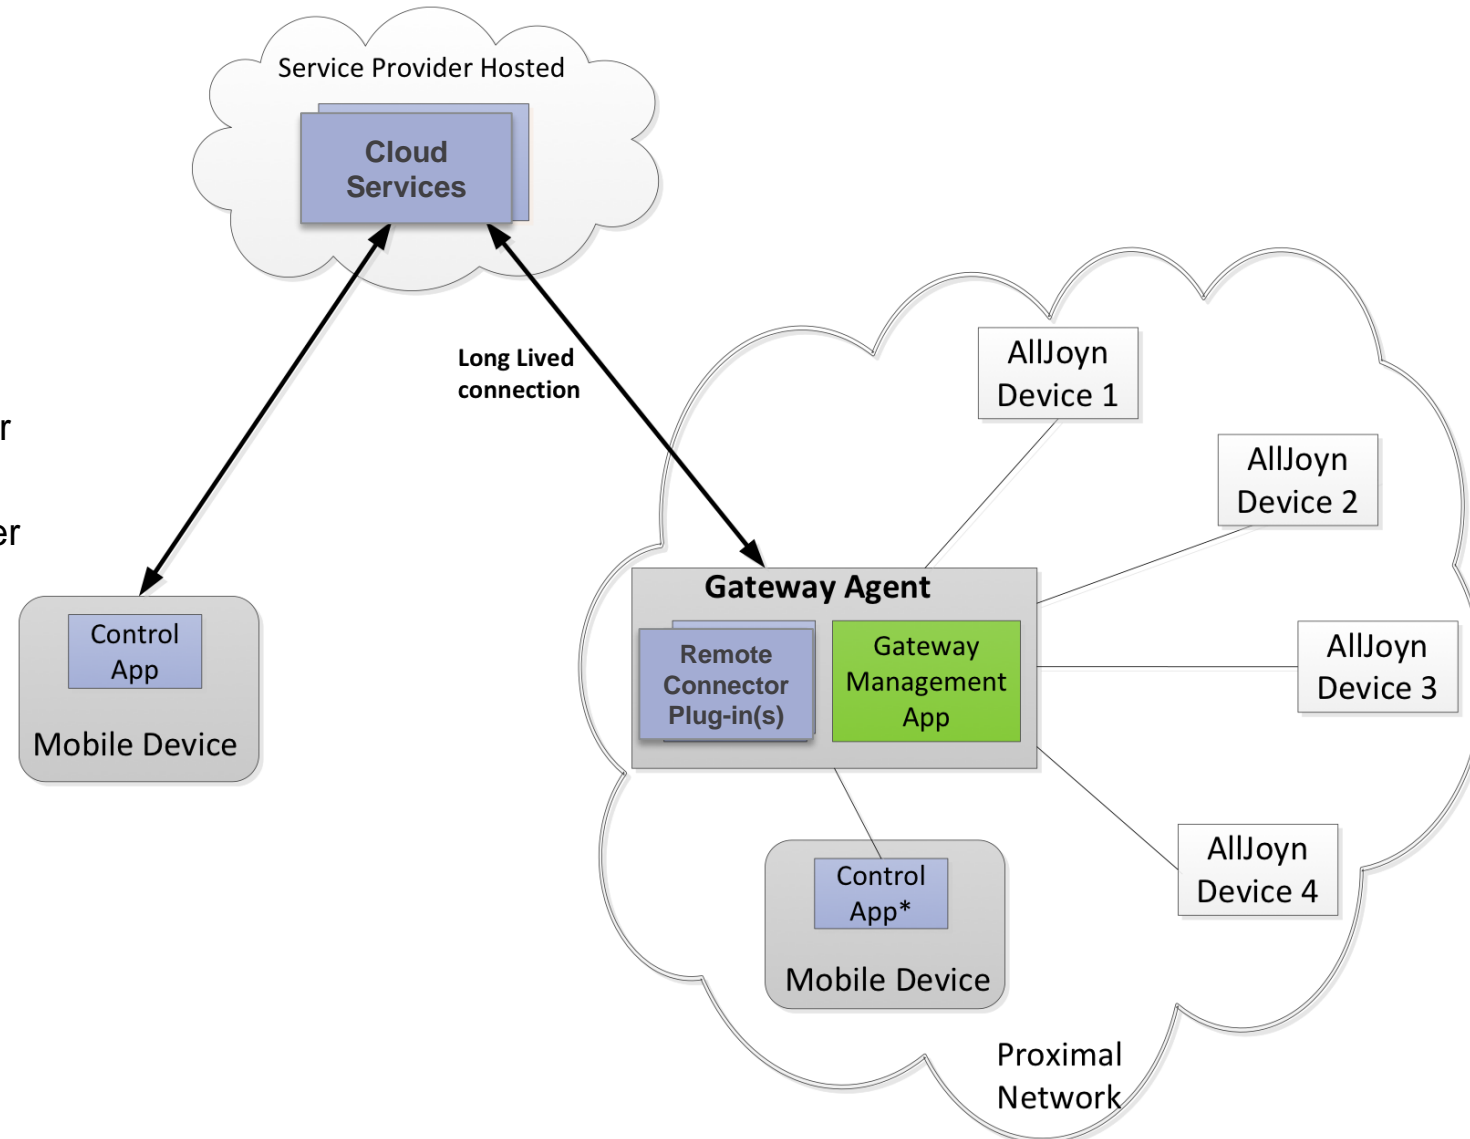 Service Provider Hosted
Cloud
Services
Long Lived
connection
r
er
Control
App
Mobile Device
AllJoyn
Device 1
AllJoyn
Device 2
Gateway Agent
Remote
Connector
Plug-in(s)
Gateway
Management
App
AllJoyn
Device 3
AllJoyn
Device 4
Control
App*
Mobile Device
Proximal
Network